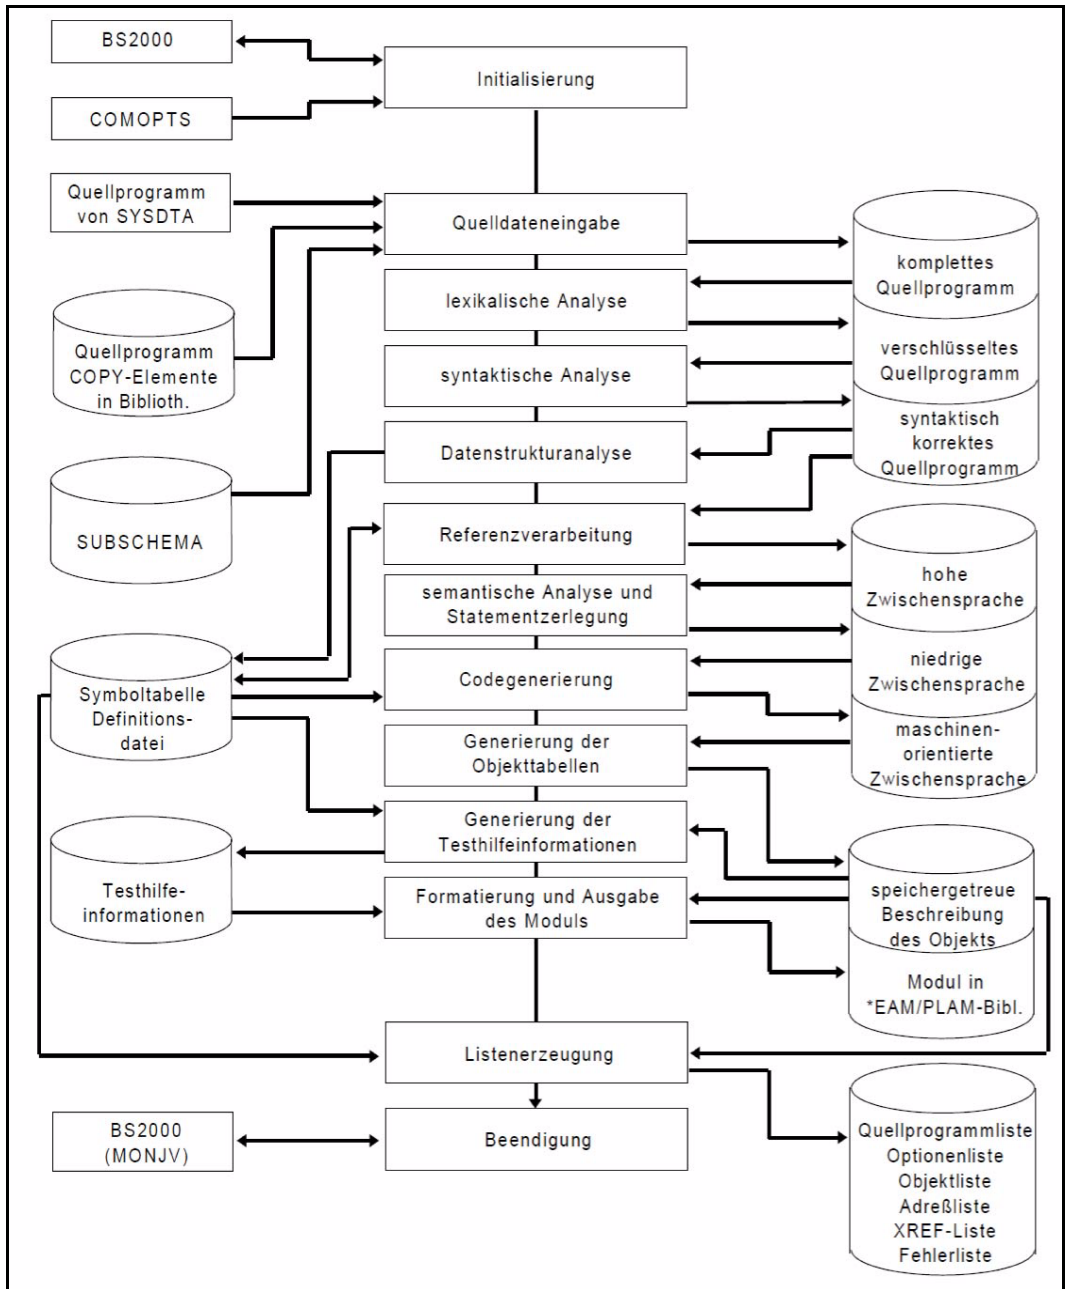 BS2000
Initialisierung
COMOPTS
Quellprogramm
von SYSDTA
Quelldateneingabe
komplettes
Quellprogramm
lexikalische Analyse
Quellprogramm
COPY-Elemente
in Biblioth.
verschlüsseltes
Quellprogramm
syntaktische Analyse
syntaktisch
korrektes
Quellprogramm
Datenstrukturanalyse
SUBSCHEMA
Referenzverarbeitung
hohe
Zwischensprache
semantische Analyse und
Statementzerlegung
niedrige
Zwischensprache
Symboltabelle
Definitions-
datei
Codegenerierung
maschinen-
orientierte
Zwischensprache
Generierung der
Objekttabellen
Generierung der
Testhilfeinformationen
Testhilfe-
informationen
speichergetreue
Beschreibung
des Objekts
Formatierung und Ausgabe
des Moduls
Modul in
*EAM/PLAM-Bibl.
Listenerzeugung
BS2000
(MONJV)
Beendigung
Quellprogrammliste
Optionenliste
Objektliste
Adreßliste
XREF-Liste
Fehlerliste